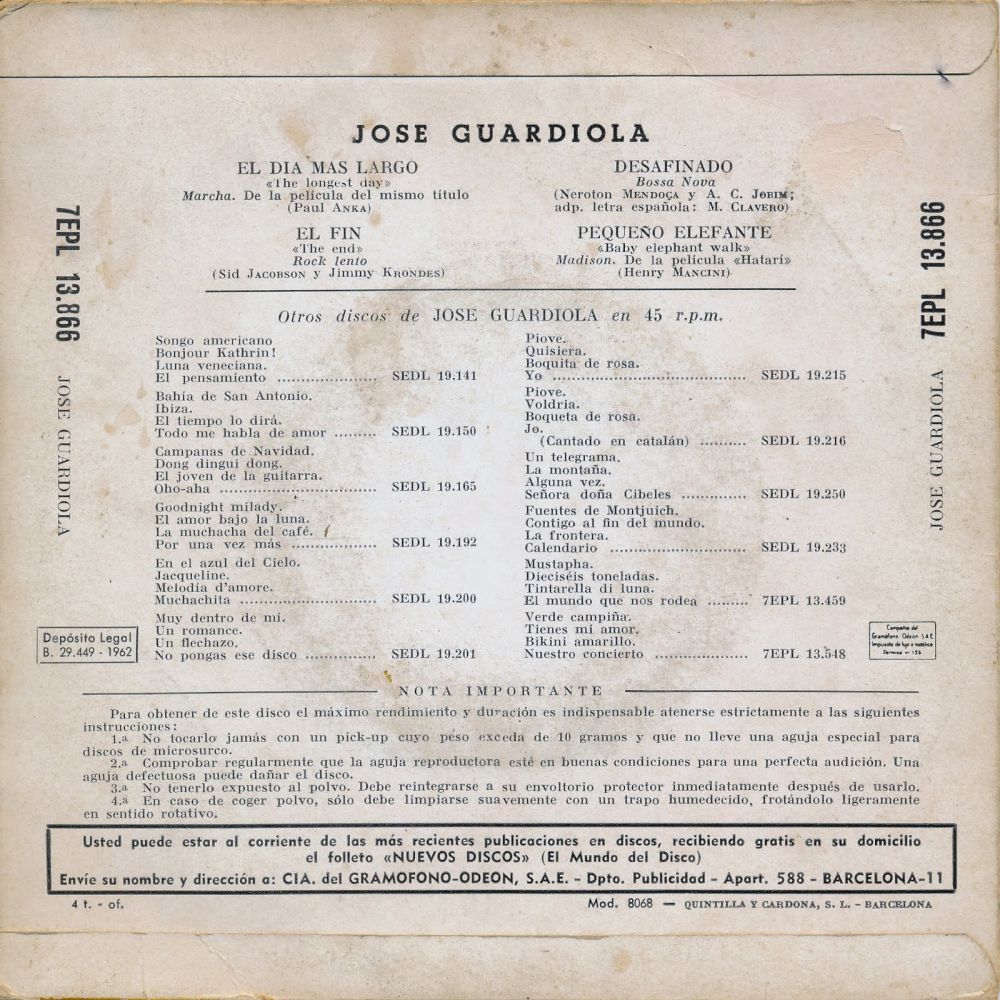 JOSE GUARDIOLA
EL DIA MAS LARGO
«The longest day»
Marcha. De la película del mismo título
(Paul ANKA)
EL FIN
«The end»
Rock lento
(Sid JACOBSON y Jimmy KRONDES)
DESAFINADO
Bossa Nova
(Neroton MENDOÇA y A. C. JOBIM;
adp. letra española: M. CLAVERO)
PEQUEÑO ELEFANTE
«Baby elephant walk»
Madison. De la película «Hatari»
(Henry MANCINI)
7EPL 13.866
JOSE GUARDIOLA
7EPL 13.866
JOSE GUARDIOLA
Otros discos de JOSE GUARDIOLA en 45 r.p.m.
Songo americano
Bonjour Kathrin!
Luna veneciana.
El pensamiento .................. SEDL 19.141
Bahía de San Antonio.
Ibiza.
El tiempo lo dirá.
Todo me habla de amor ......... SEDL 19.150
Campanas de Navidad.
Dong dingui dong.
El joven de la guitarra.
Oho-aha ............................ SEDL 19.165
Goodnight milady.
El amor bajo la luna.
La muchacha del café.
Por una vez más .................. SEDL 19.192
En el azul del Cielo.
Jacqueline.
Melodia d'amore.
Muchachita ........................ SEDL 19.200
Muy dentro de mí.
Un romance.
Un flechazo.
No pongas ese disco ............ SEDL 19.201
Piove.
Quisiera.
Boquita de rosa.
Yo .................................... SEDL 19.215
Piove.
Voldria.
Boqueta de rosa.
Jo.
(Cantado en catalán) .......... SEDL 19.216
Un telegrama.
La montaña.
Alguna vez.
Señora doña Cibeles .............. SEDL 19.250
Fuentes de Montjuich.
Contigo al fin del mundo.
La frontera.
Calendario .......................... SEDL 19.233
Mustapha.
Dieciséis toneladas.
Tintarella di luna.
El mundo que nos rodea ......... 7EPL 13.459
Verde campiña.
Tienes mi amor.
Bikini amarillo.
Nuestro concierto .................. 7EPL 13.548
Depósito Legal
B. 29.449 - 1962
Compañía del
Gramófono Odeon S A E
NOTA IMPORTANTE
Para obtener de este disco el máximo rendimiento y duración es indispensable atenerse estrictamente a las siguientes
instrucciones:
1.a No tocarlo jamás con un pick-up cuyo peso exceda de 10 gramos y que no lleve una aguja especial para
discos de microsurco.
2.a Comprobar regularmente que la aguja reproductora esté en buenas condiciones para una perfecta audición. Una
aguja defectuosa puede dañar el disco.
3.a No tenerlo expuesto al polvo. Debe reintegrarse a su envoltorio protector inmediatamente después de usarlo.
4.a En caso de coger polvo, sólo debe limpiarse suavemente con un trapo humedecido, frotándolo ligeramente
en sentido rotativo.
Usted puede estar al corriente de las más recientes publicaciones en discos, recibiendo gratis en su domicilio
el folleto «NUEVOS DISCOS» (El Mundo del Disco)
Envíe su nombre y dirección a: CIA. del GRAMOFONO-ODEON, S.A.E. - Dpto. Publicidad - Apart. 588 - BARCELONA-11
4 t. - of.
Mod. 8068 — QUINTILLA Y CARDONA, S. L. - BARCELONA